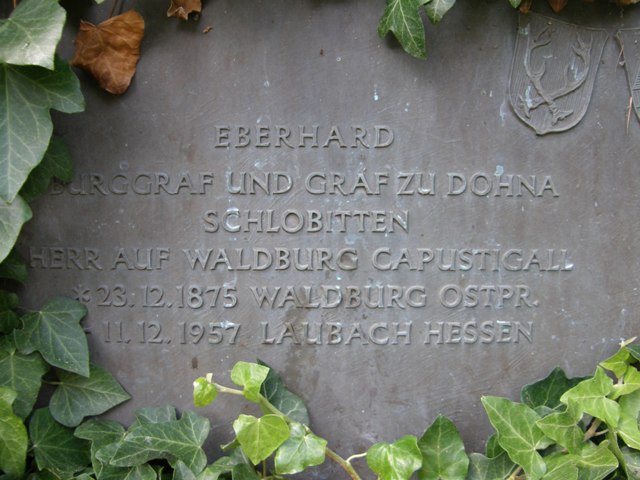 EBERHARD
BURGGRAF UND GRAF ZU DOHNA
SCHLOBITTEN
HERR AUF WALDBURG CAPUSTIGALL
*23.12.1875 WALDBURG OSTPR.
11.12.1957 LAUBACH HESSEN